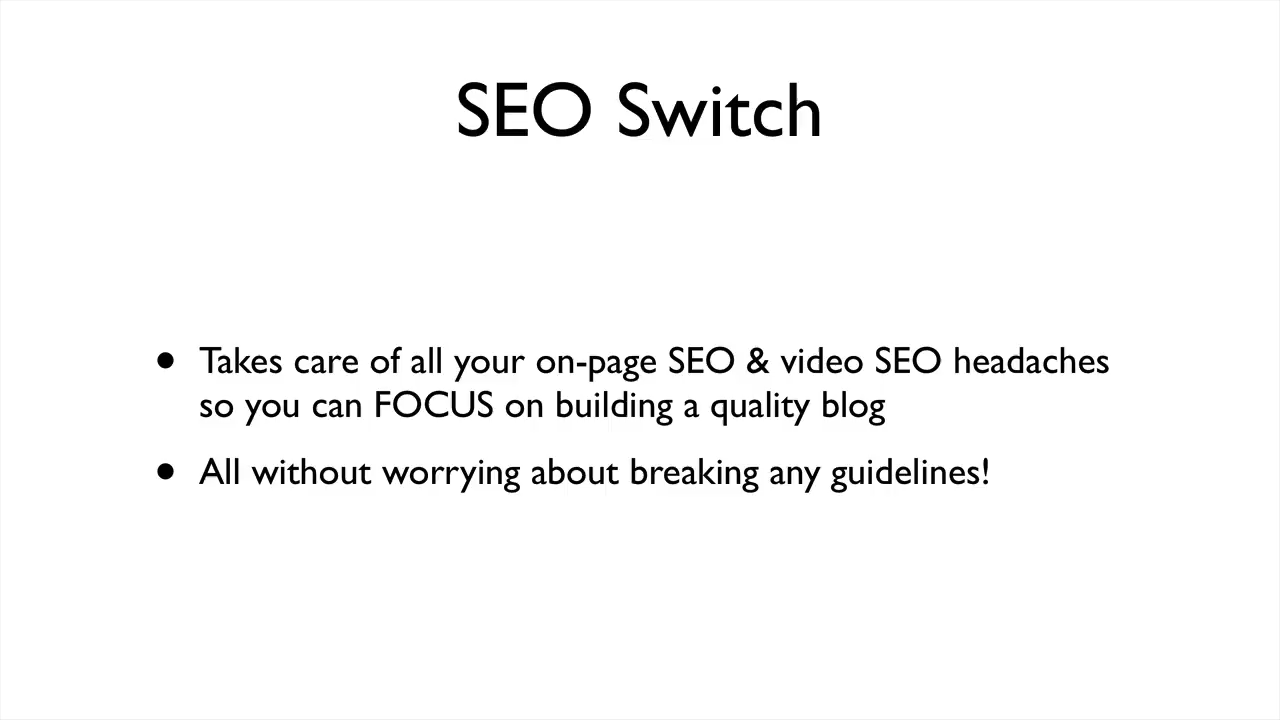 SEO Switch
• Takes care of all your on-page SEO & video SEO headaches
so you can FOCUS on building a quality blog
• All without worrying about breaking any guidelines!